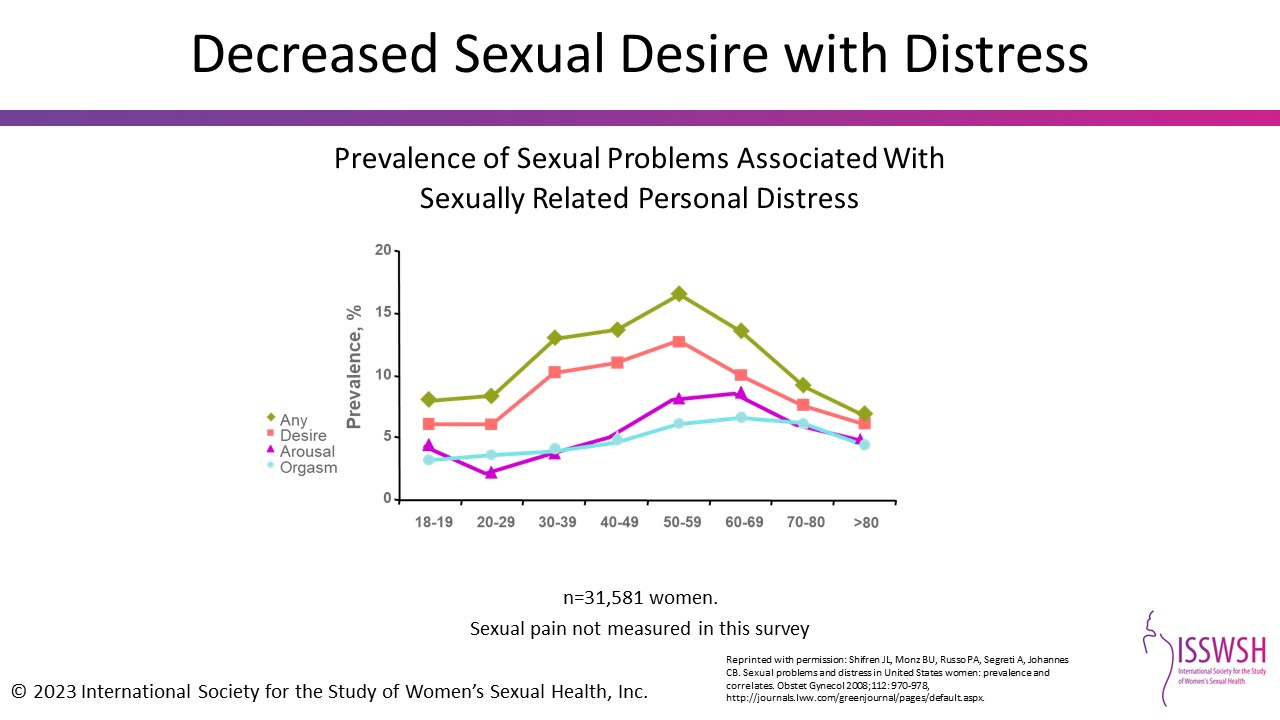 Decreased Sexual Desire with Distress
Prevalence of Sexual Problems Associated With
Sexually Related Personal Distress
Prevalence, %
20
15
10
5
0
Any
Desire
Arousal
Orgasm
18-19 20-29 30-39 40-49 50-59 60-69 70-80 >80
n=31,581 women.
Sexual pain not measured in this survey
Reprinted with permission: Shifren JL, Monz BU, Russo PA, Segreti A, Johannes
CB. Sexual problems and distress in United States women: prevalence and
correlates. Obstet Gynecol 2008;112:970-978,
http://journals.lww.com/greenjournal/pages/default.aspx.
© 2023 International Society for the Study of Women’s Sexual Health, Inc.
ISSWSH
International Society for the Study
of Women's Sexual Health